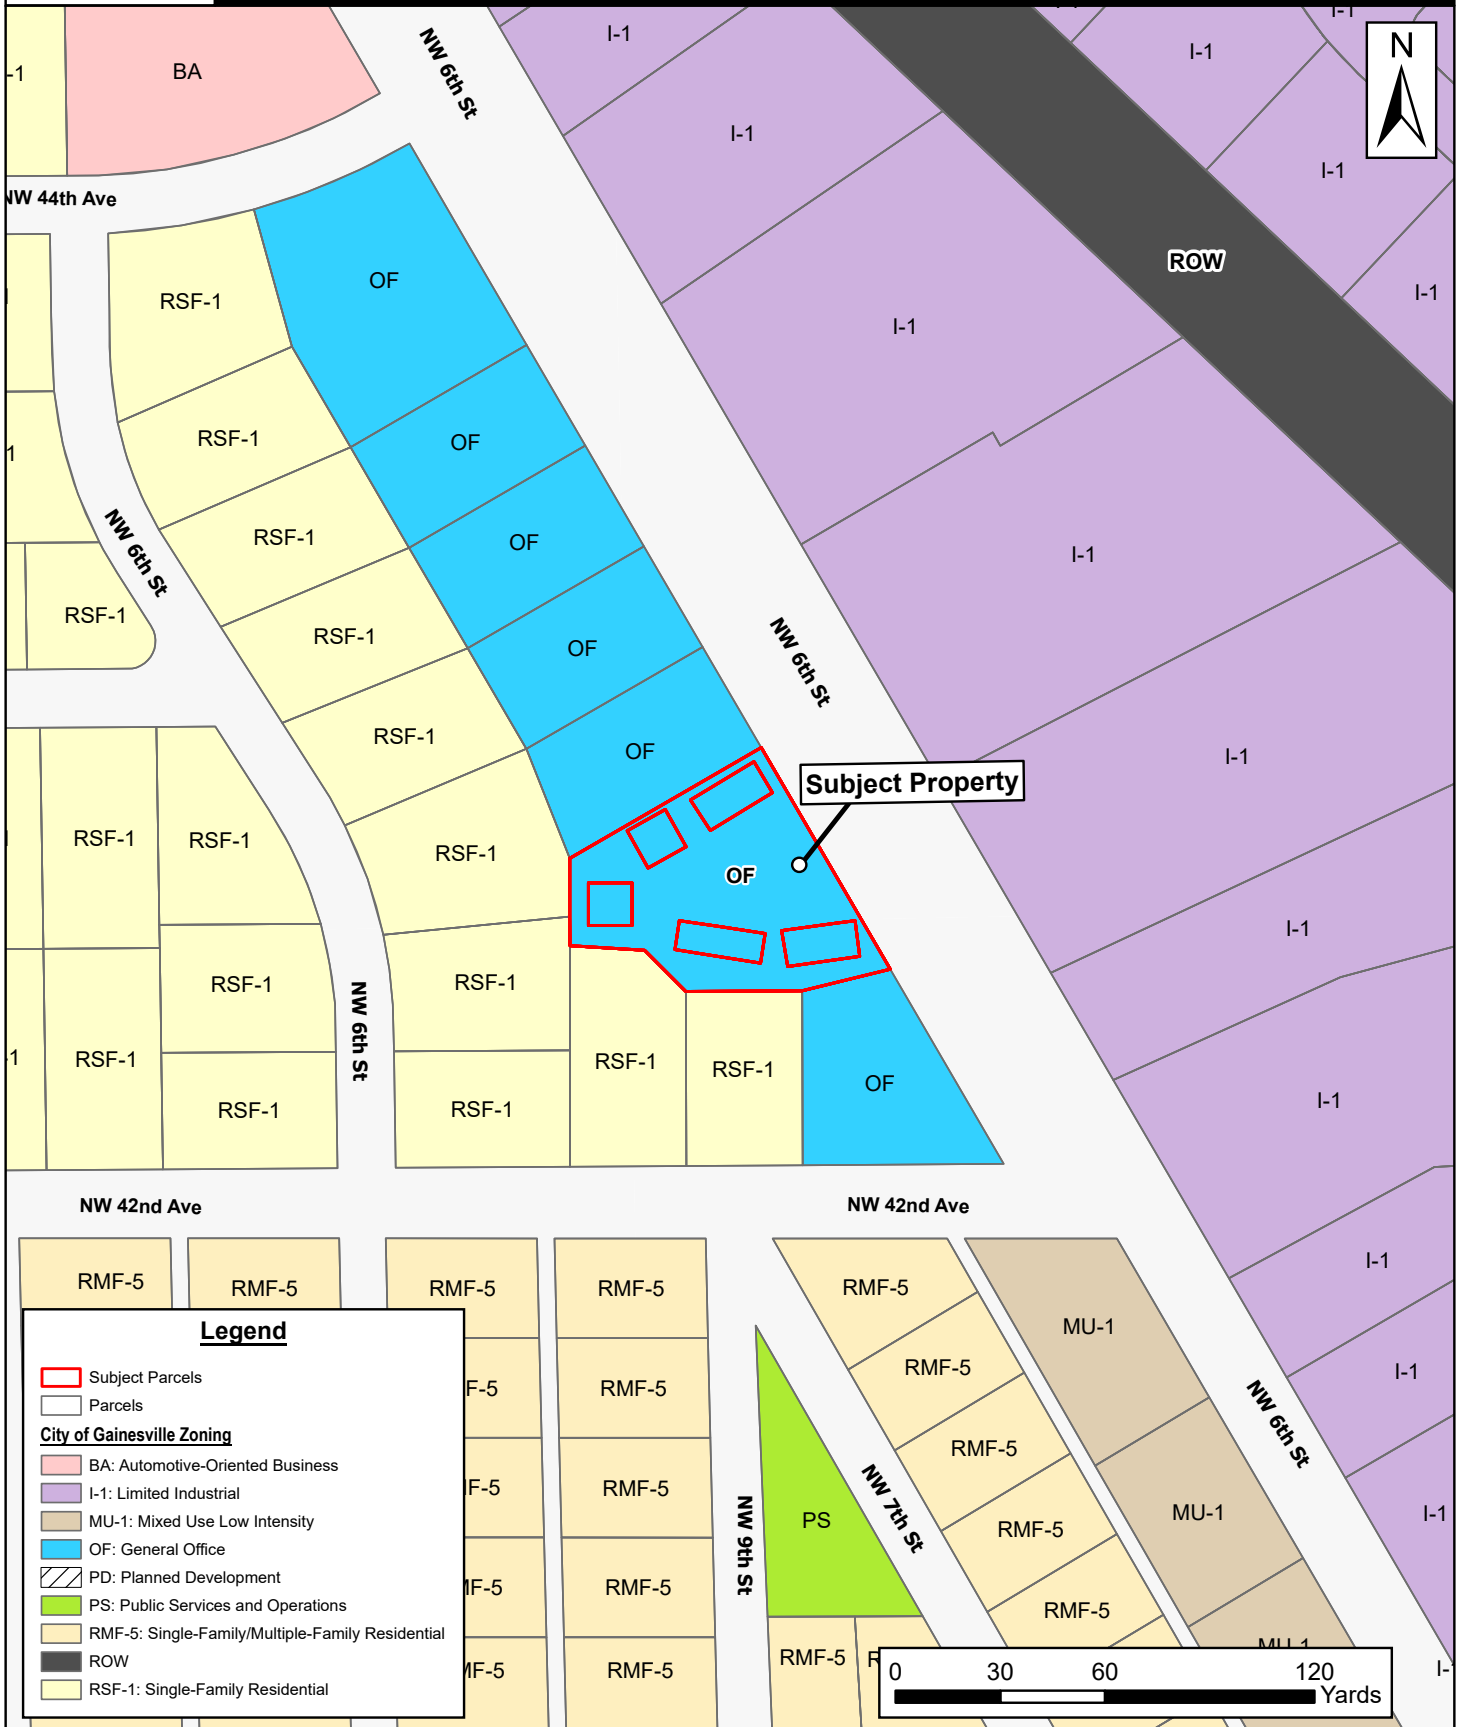 I-1
I-1
I-1
N
-1
BA
NW 6th St
I-1
I-1
NW 44th Ave
ROW
OF
RSF-1
I-1
I-1
RSF-1
OF
1
RSF-1
OF
I-1
NW 6th St
RSF-1
RSF-1
OF
NW 6th St
RSF-1
OF
I-1
Subject Property
RSF-1
RSF-1
RSF-1
OF
I-1
RSF-1
RSF-1
NW 6th St
RSF-1
RSF-1
RSF-1
OF
-1
RSF-1
RSF-1
I-1
NW 42nd Ave
NW 42nd Ave
I-1
RMF-5
RMF-5
RMF-5
RMF-5
RMF-5
MU-1
RMF-5
I-1
F-5
RMF-5
NW 6th St
RMF-5
MF-5
RMF-5
NW 7th St
PS
MU-1
I-1
RMF-5
NW 9th St
MF-5
RMF-5
RMF-5
MU-1
RMF-5
MF-5
RMF-5
I-
Legend
Subject Parcels
Parcels
City of Gainesville Zoning
BA: Automotive-Oriented Business
I-1: Limited Industrial
MU-1: Mixed Use Low Intensity
OF: General Office
PD: Planned Development
PS: Public Services and Operations
RMF-5: Single-Family/Multiple-Family Residential
ROW
RSF-1: Single-Family Residential
0 30 60 120
Yards